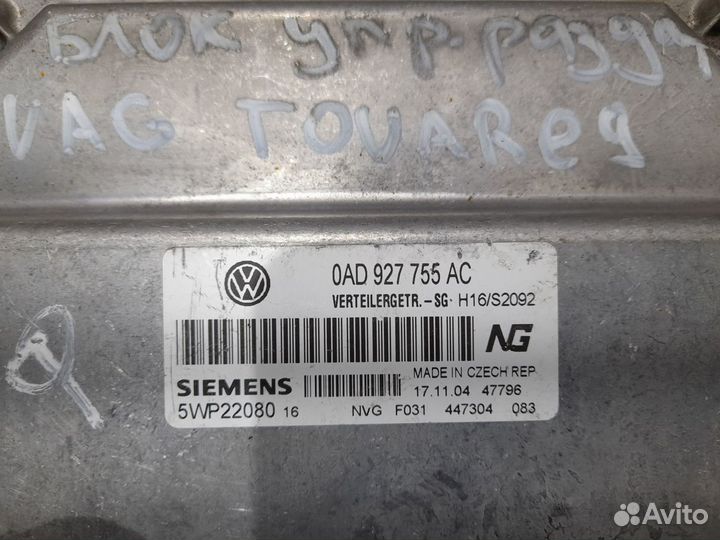 БЛОК упр. разда
VAG TOUAReg
0AD 927 755 AC
VERTEILERGETR. -SG· H16/S2092
NG
SIEMENS
MADE IN CZECH REP.
17.11.04 47796
5WP22080 16 NVG F031 447304 083
Avito